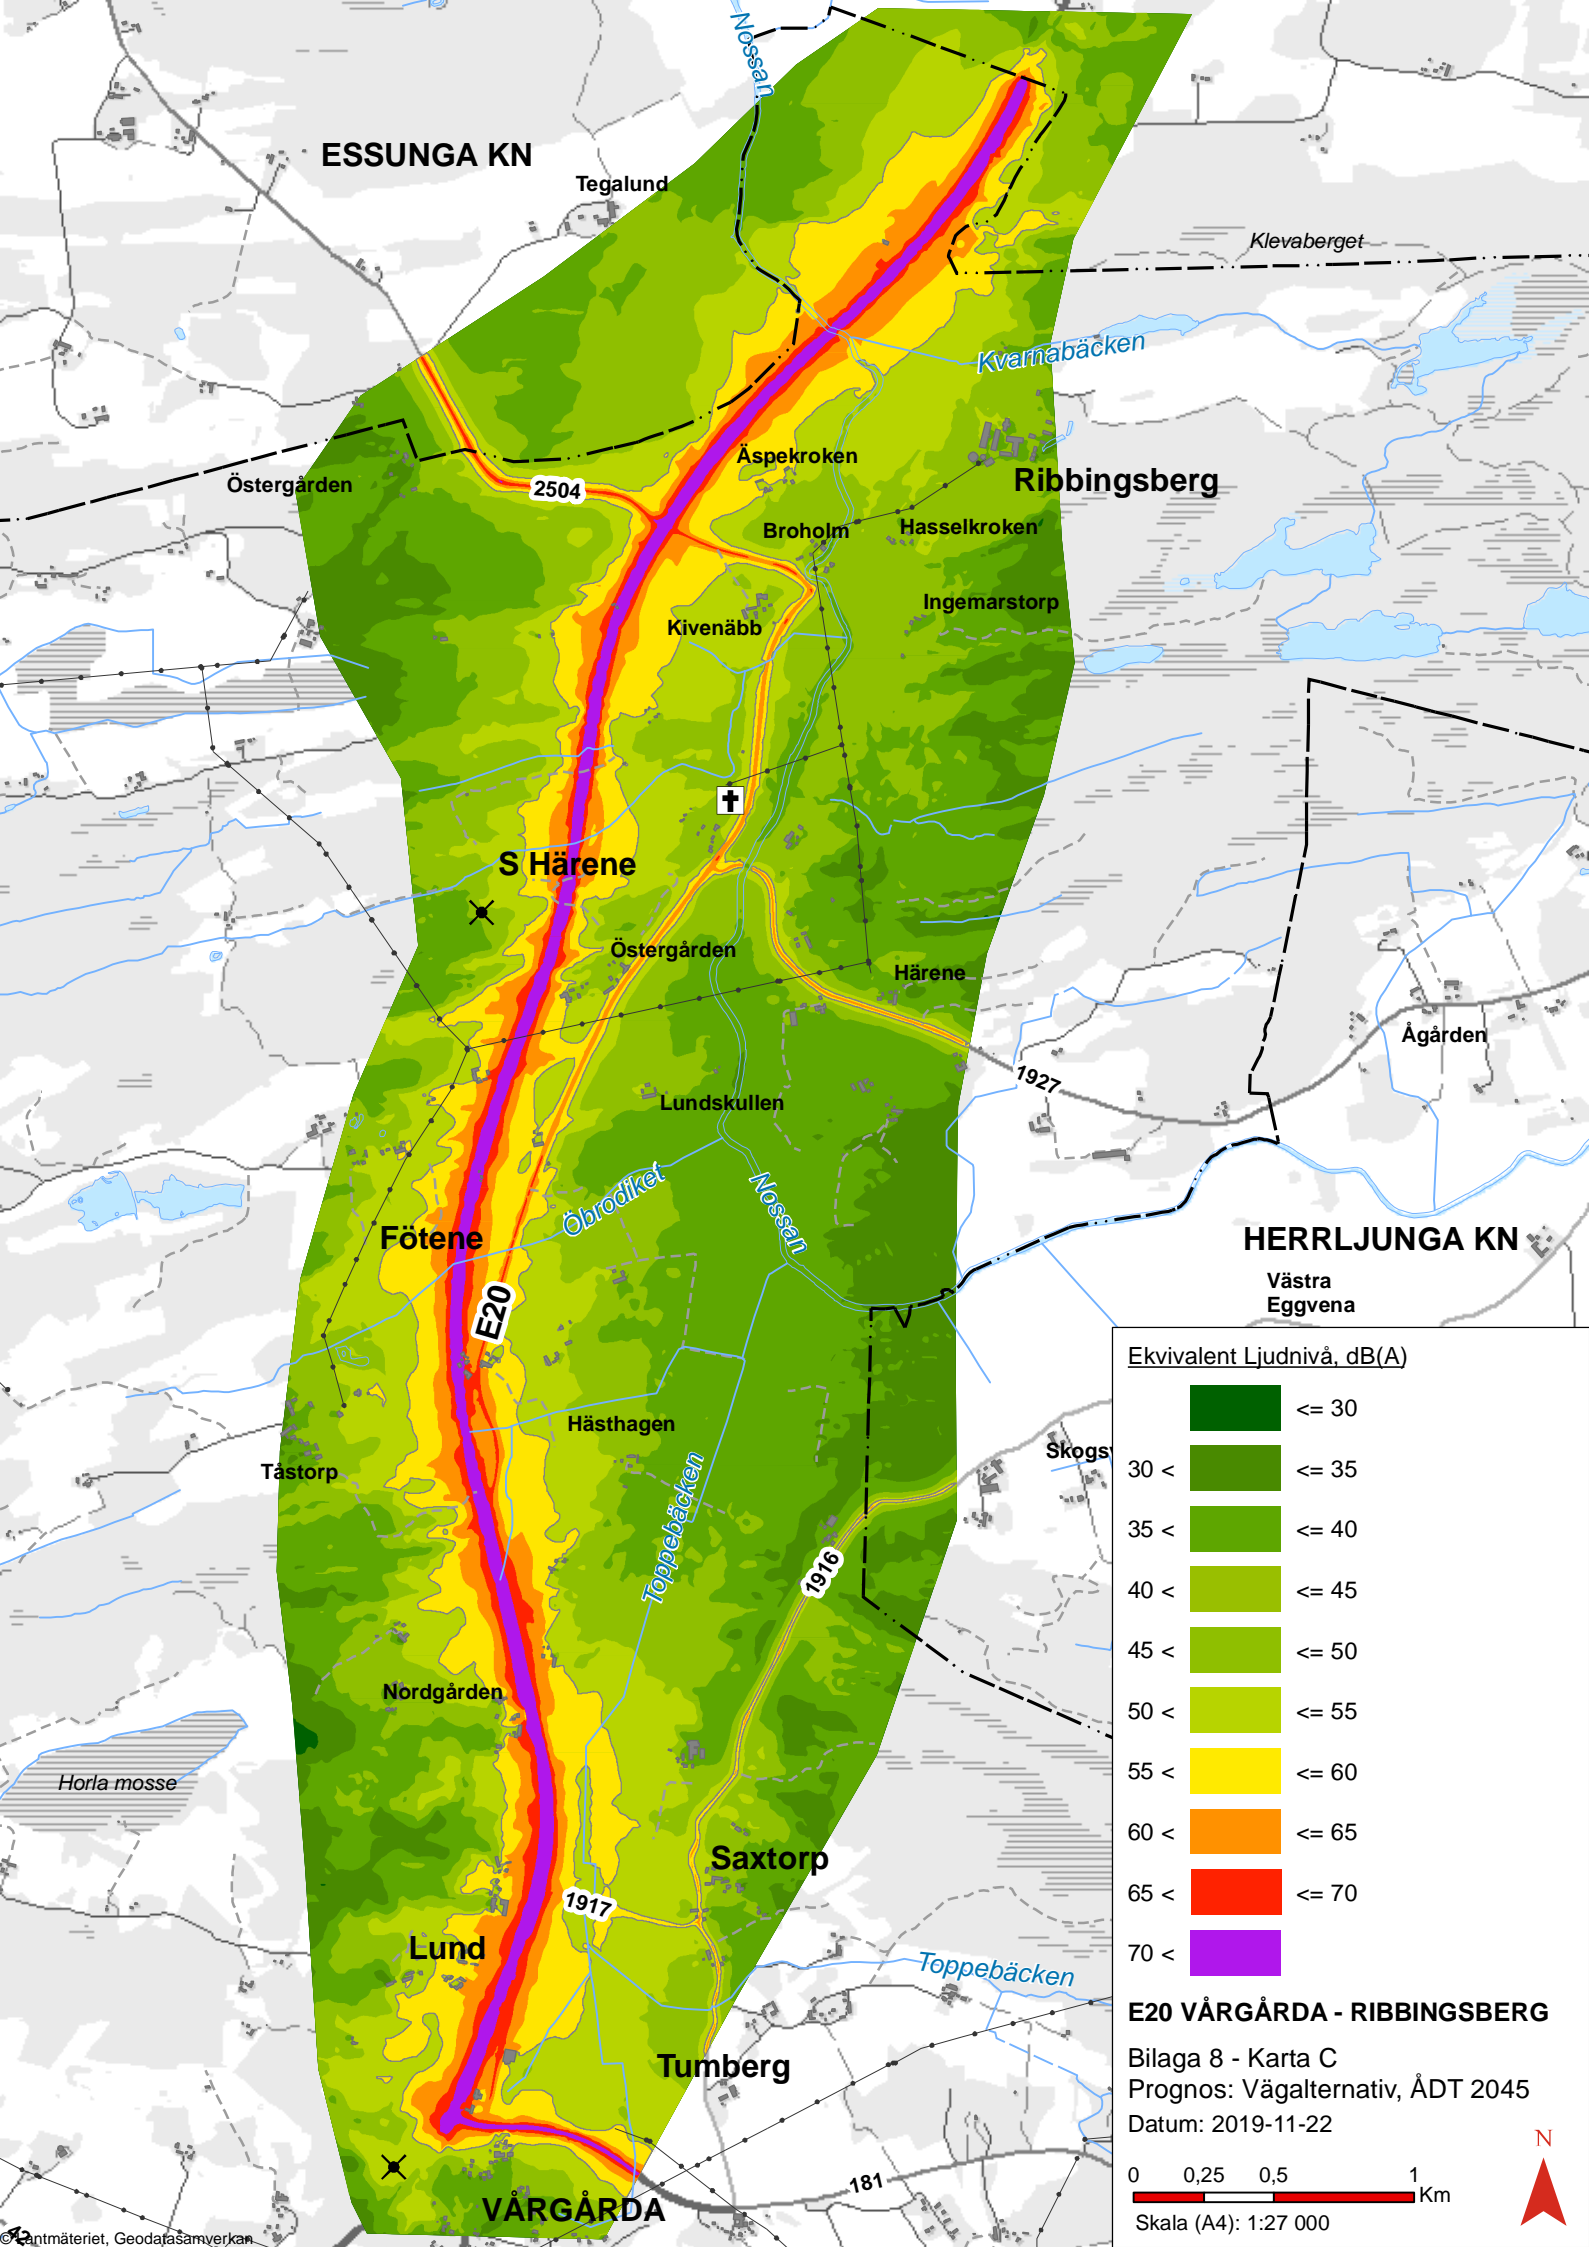 Nossan
ESSUNGA KN
Tegalund
Klevaberget
Kvarnabäcken
Äspekroken
Ribbingsberg
Östergården
2504
Broholm
Hasselkroken
Ingemarstorp
Kivenäbb
S Härene
Östergården
Härene
Ågården
1927
Lundskullen
Öbrodiket
Nossan
Fötene
HERRLJUNGA KN
Västra
Eggvena
E20
Hästhagen
Tåstorp
Toppebäcken
1916
Nordgården
Horla mosse
Saxtorp
1917
Lund
Toppebäcken
Tumberg
181
VÅRGÅRDA
Ekvivalent Ljudnivå, dB(A)
<= 30
30 < <= 35
35 < <= 40
40 < <= 45
45 < <= 50
50 < <= 55
55 < <= 60
60 < <= 65
65 < <= 70
70 <
E20 VÅRGÅRDA - RIBBINGSBERG
Bilaga 8 - Karta C
Prognos: Vägalternativ, ÅDT 2045
Datum: 2019-11-22
N
0 0,25 0,5 1
Km
Skala (A4): 1:27 000
© Lantmäteriet, Geodatasamverkan